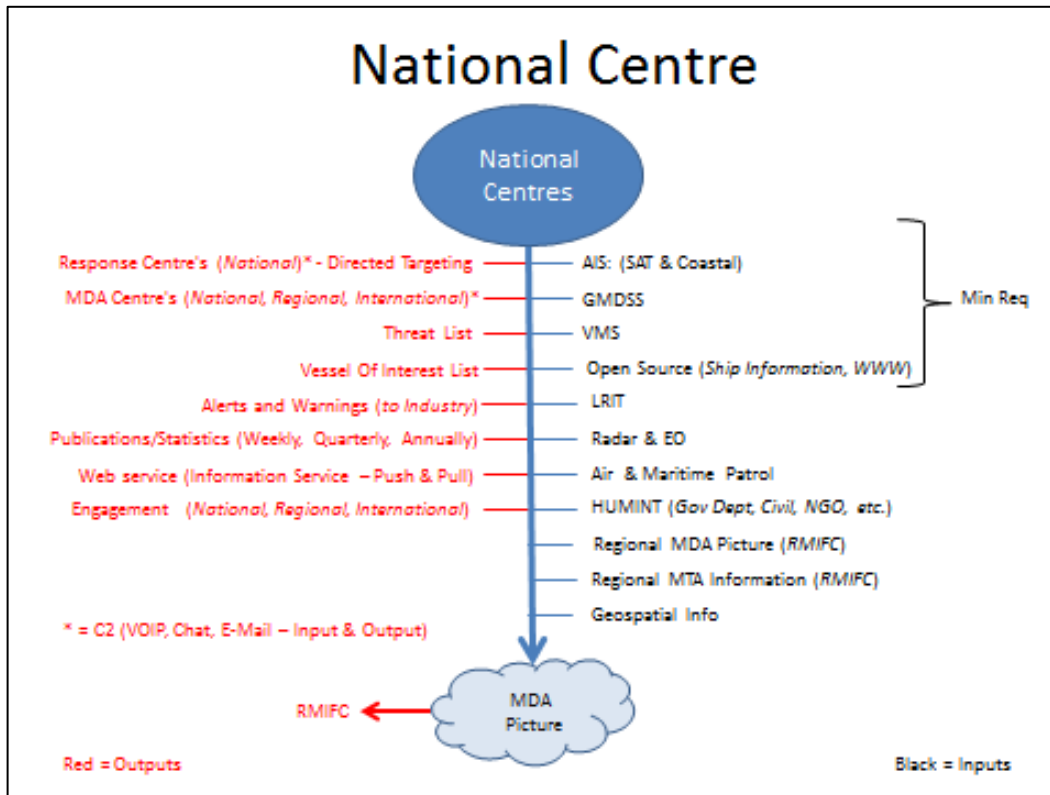 National Centre
National
Centres
Response Centre's (National)* - Directed Targeting
MDA Centre's (National, Regional, International)*
Threat List
Vessel Of Interest List
Alerts and Warnings (to Industry)
Publications/Statistics (Weekly, Quarterly, Annually)
Web service (Information Service – Push & Pull)
Engagement (National, Regional, International)
* = C2 (VOIP, Chat, E-Mail – Input & Output)
AIS: (SAT & Coastal)
GMDSS
VMS
Open Source (Ship Information, WWW)
Min Req
LRIT
Radar & EO
Air & Maritime Patrol
HUMINT (Gov Dept, Civil, NGO, etc.)
Regional MDA Picture (RMIFC)
Regional MTA Information (RMIFC)
Geospatial Info
RMIFC
MDA
Picture
Red = Outputs
Black = Inputs